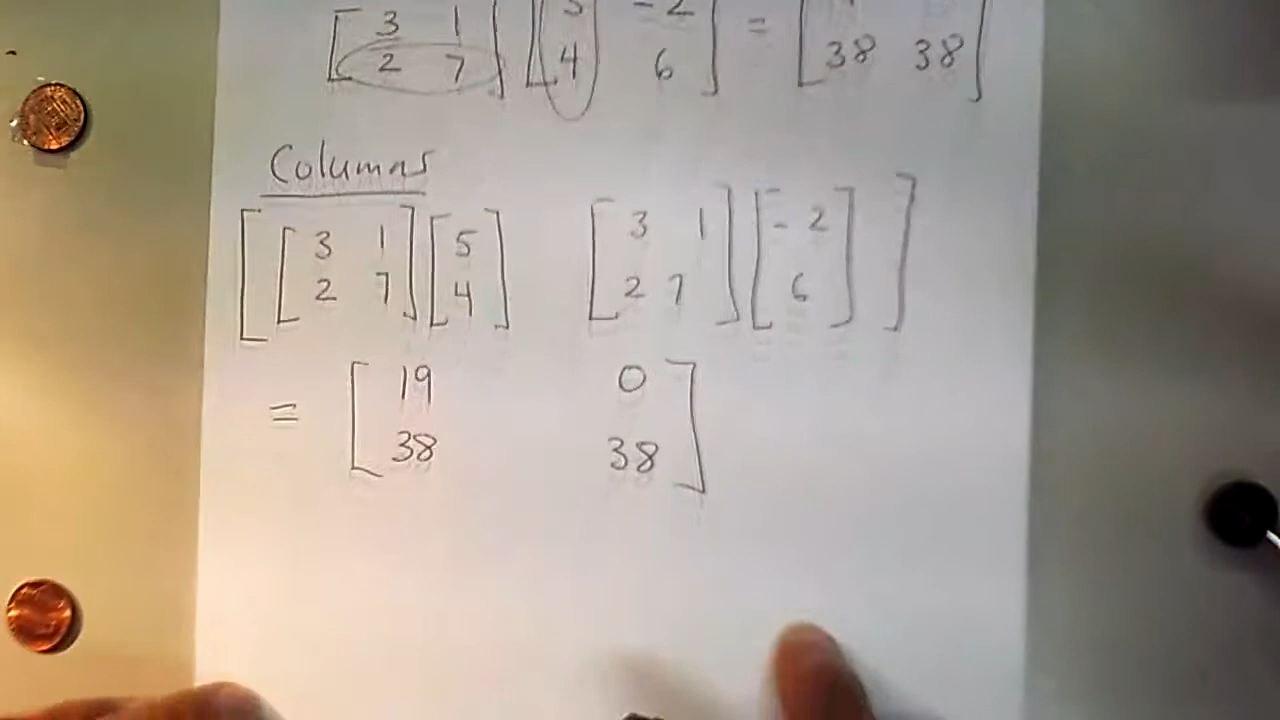 [ 3 1 ] [ 5 -2 ] = [
[ 2 7 ] [ 4 6 ] = [ 38 38 ]
Columns
[ [ 3 1 ] [ 5 ] [ 3 1 ] [ -2 ] ]
[ [ 2 7 ] [ 4 ] [ 2 7 ] [ 6 ] ]
= [ 19 0 ]
[ 38 38 ]